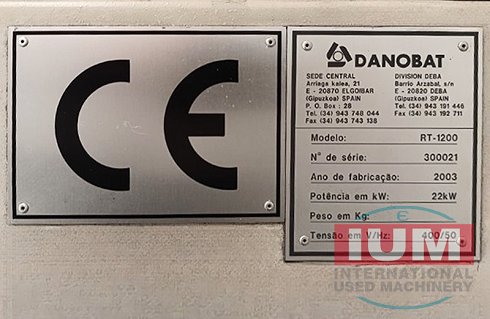 CE
DANOBAT
SEDE CENTRAL
Arriaga kalea, 21
E - 20870 ELGOIBAR
(Gipuzkoa) SPAIN
P. O. Box : 28
Tel. (34) 943 748 044
Fax (34) 943 743 138
DIVISION DEBA
Barrio Arzabal, s/n
E - 20820 DEBA
(Gipuzkoa) SPAIN
Tel. (34) 943 191 446
Fax (34) 943 192 711
Modelo: RT-1200
N° de série: 300021
Ano de fabricação: 2003
Potência em kW: 22kW
Peso em Kg:
Tensão em V/Hz: 400/50
E
IUM
INTERNATIONAL
USED MACHINERY